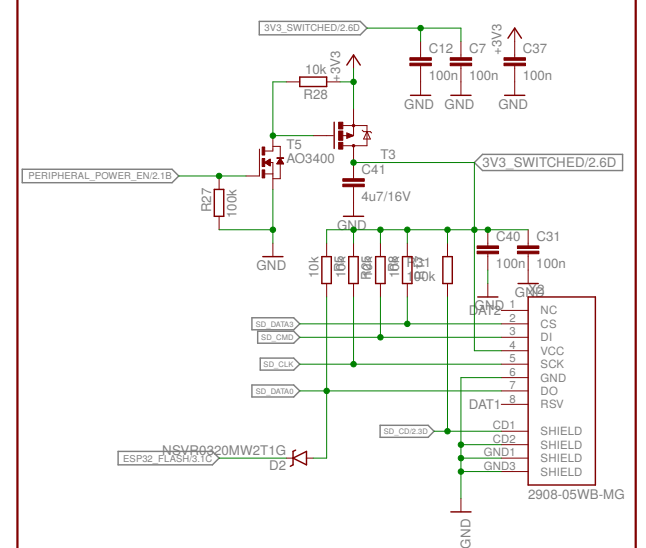 3V3_SWITCHED/2.6D
+3V3
+3V3
C12
C7
C37
100n
100n
100n
GND
GND
GND
10k
R28
T5
AO3400
T3
C41
4u7/16V
3V3_SWITCHED/2.6D
PERIPHERAL_POWER_EN/2.1B
R27
100k
GND
GND
C40
C31
100n
100n
GND
GND
10k
100k
X2
DAT2
1
NC
SD_DATA3
2
CS
SD_CMD
3
DI
4
VCC
SD_CLK
5
SCK
6
GND
SD_DATA0
7
DO
DAT1
8
RSV
SD_CD/2.3D
CD1
SHIELD
CD2
SHIELD
GND1
SHIELD
GND3
SHIELD
NSVR0320MW2T1G
ESP32_FLASH/3.1C
D2
2908-05WB-MG
GND